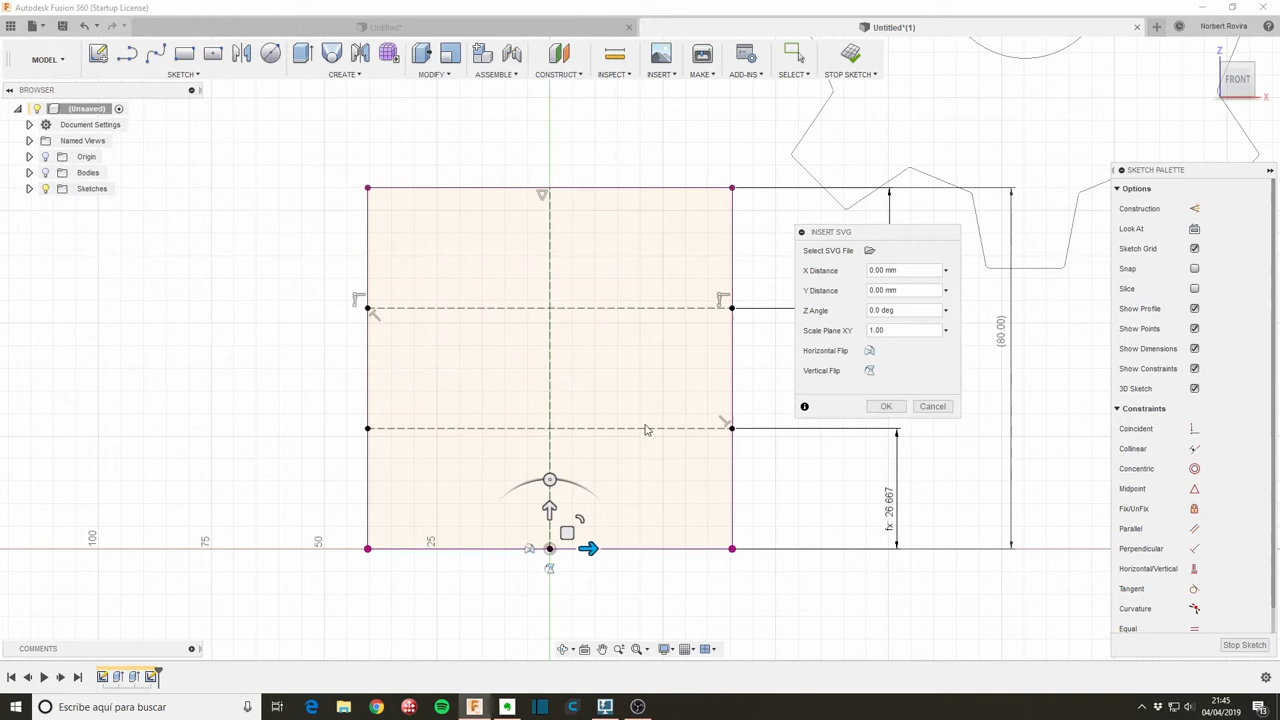 Autodesk Fusion 360 (Startup License)
Untitled*
Untitled*(1)
Norbert Rovira
MODEL
SKETCH
CREATE
MODIFY
ASSEMBLE
CONSTRUCT
INSPECT
INSERT
MAKE
ADD-INS
SELECT
STOP SKETCH
BROWSER
(Unsaved)
Document Settings
Named Views
Origin
Bodies
Sketches
Z
FRONT
X
SKETCH PALETTE
Options
Construction
Look At
Sketch Grid
Snap
Slice
Show Profile
Show Points
Show Dimensions
Show Constraints
3D Sketch
Constraints
Coincident
Collinear
Concentric
Midpoint
Fix/UnFix
Parallel
Perpendicular
Horizontal/Vertical
Tangent
Curvature
Equal
Stop Sketch
INSERT SVG
Select SVG File
X Distance 0.00 mm
Y Distance 0.00 mm
Z Angle 0.0 deg
Scale Plane XY 1.00
Horizontal Flip
Vertical Flip
OK Cancel
(80.00)
fx: 26.667
100
75
50
25
COMMENTS
Escribe aquí para buscar
21:45
04/04/2019